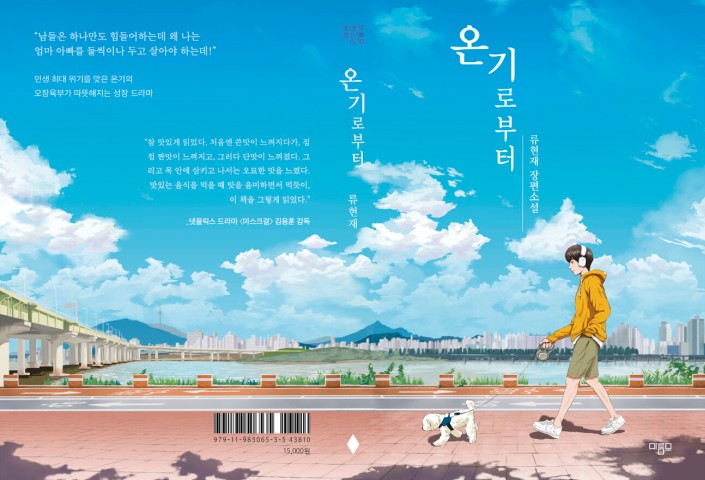 “남들은 하나만도 힘들어하는데 왜 나는
엄마 아빠를 둘씩이나 두고 살아야 하는데!”
인생 최대 위기를 맞은 온기의
오장육부가 따뜻해지는 성장 드라마
“참 맛있게 읽었다. 처음엔 쓴맛이 느껴지다가, 점
점 짠맛이 느껴지고, 그러다 단맛이 느껴졌다. 그
리고 목 안에 삼키고 나서는 오묘한 맛을 느꼈다.
맛있는 음식을 먹을 때 맛을 음미하면서 먹듯이,
이 책을 그렇게 읽었다.”
_넷플릭스 드라마 〈마스크걸〉 김용훈 감독
979-11-985065-3-5 43810
15,000원
온기로부터
류현재
온기로부터
류현재 장편소설